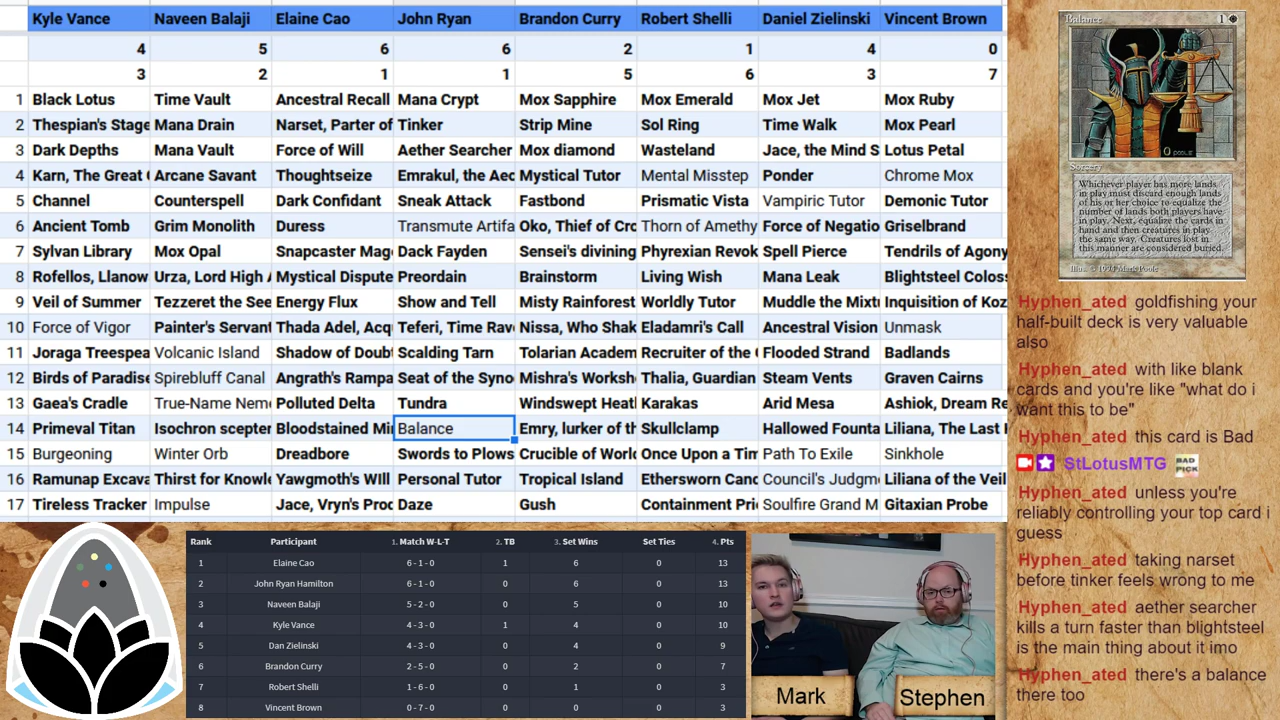 Kyle Vance Naveen Balaji Elaine Cao John Ryan Brandon Curry Robert Shelli Daniel Zielinski Vincent Brown
4 5 6 6 2 1 4 0
3 2 1 1 5 6 3 7
1 Black Lotus Time Vault Ancestral Recall Mana Crypt Mox Sapphire Mox Emerald Mox Jet Mox Ruby
2 Thespian's Stage Mana Drain Narset, Parter of Tinker Strip Mine Sol Ring Time Walk Mox Pearl
3 Dark Depths Mana Vault Force of Will Aether Searcher Mox diamond Wasteland Jace, the Mind S Lotus Petal
4 Karn, The Great Arcane Savant Thoughtseize Emrakul, the Aeo Mystical Tutor Mental Misstep Ponder Chrome Mox
5 Channel Counterspell Dark Confidant Sneak Attack Fastbond Prismatic Vista Vampiric Tutor Demonic Tutor
6 Ancient Tomb Grim Monolith Duress Transmute Artifa Oko, Thief of Cro Thorn of Amethy Force of Negatio Griselbrand
7 Sylvan Library Mox Opal Snapcaster Mag Dack Fayden Sensei's divining Phyrexian Revok Spell Pierce Tendrils of Agony
8 Rofellos, Llanow Urza, Lord High A Mystical Dispute Preordain Brainstorm Living Wish Mana Leak Blightsteel Coloss
9 Veil of Summer Tezzeret the See Energy Flux Show and Tell Misty Rainforest Worldly Tutor Muddle the Mixt Inquisition of Koz
10 Force of Vigor Painter's Servant Thada Adel, Acq Teferi, Time Rav Nissa, Who Shak Eladamri's Call Ancestral Vision Unmask
11 Joraga Treespea Volcanic Island Shadow of Doubt Scalding Tarn Tolarian Academ Recruiter of the Flooded Strand Badlands
12 Birds of Paradise Spirebluff Canal Angrath's Rampa Seat of the Syno Mishra's Worksh Thalia, Guardian Steam Vents Graven Cairns
13 Gaea's Cradle True-Name Neme Polluted Delta Tundra Windswept Heath Karakas Arid Mesa Ashiok, Dream Re
14 Primeval Titan Isochron scepter Bloodstained Mir Balance Emry, lurker of th Skullclamp Hallowed Founta Liliana, The Last
15 Burgeoning Winter Orb Dreadbore Swords to Plows Crucible of World Once Upon a Tim Path To Exile Sinkhole
16 Ramunap Excava Thirst for Knowle Yawgmoth's WIll Personal Tutor Tropical Island Ethersworn Cano Council's Judgm Liliana of the Veil
17 Tireless Tracker Impulse Jace, Vryn's Prod Daze Gush Containment Prie Soulfire Grand M Gitaxian Probe
Balance 1
Sorcery
Whichever player has more lands
in play must discard enough lands
of his or her choice to equalize the
number of lands both players have
in play. Next, equalize the cards in
hand and then creatures in play
the same way. Creatures lost in
this manner are considered buried.
Illus. © 1994 Mark Poole
Hyphen_ated goldfishing your
half-built deck is very valuable
also
Hyphen_ated with like blank
cards and you're like "what do i
want this to be"
Hyphen_ated this card is Bad
StLotusMTG BAD PICK
Hyphen_ated unless you're
reliably controlling your top card i
guess
Hyphen_ated taking narset
before tinker feels wrong to me
Hyphen_ated aether searcher
kills a turn faster than blightsteel
is the main thing about it imo
Hyphen_ated there's a balance
there too
Rank Participant 1. Match W-L-T 2. TB 3. Set Wins Set Ties 4. Pts
1 Elaine Cao 6 - 1 - 0 1 6 0 13
2 John Ryan Hamilton 6 - 1 - 0 0 6 0 13
3 Naveen Balaji 5 - 2 - 0 0 5 0 10
4 Kyle Vance 4 - 3 - 0 1 4 0 10
5 Dan Zielinski 4 - 3 - 0 0 4 0 9
6 Brandon Curry 2 - 5 - 0 0 2 0 7
7 Robert Shelli 1 - 6 - 0 0 1 0 3
8 Vincent Brown 0 - 7 - 0 0 0 0 3
Mark Stephen